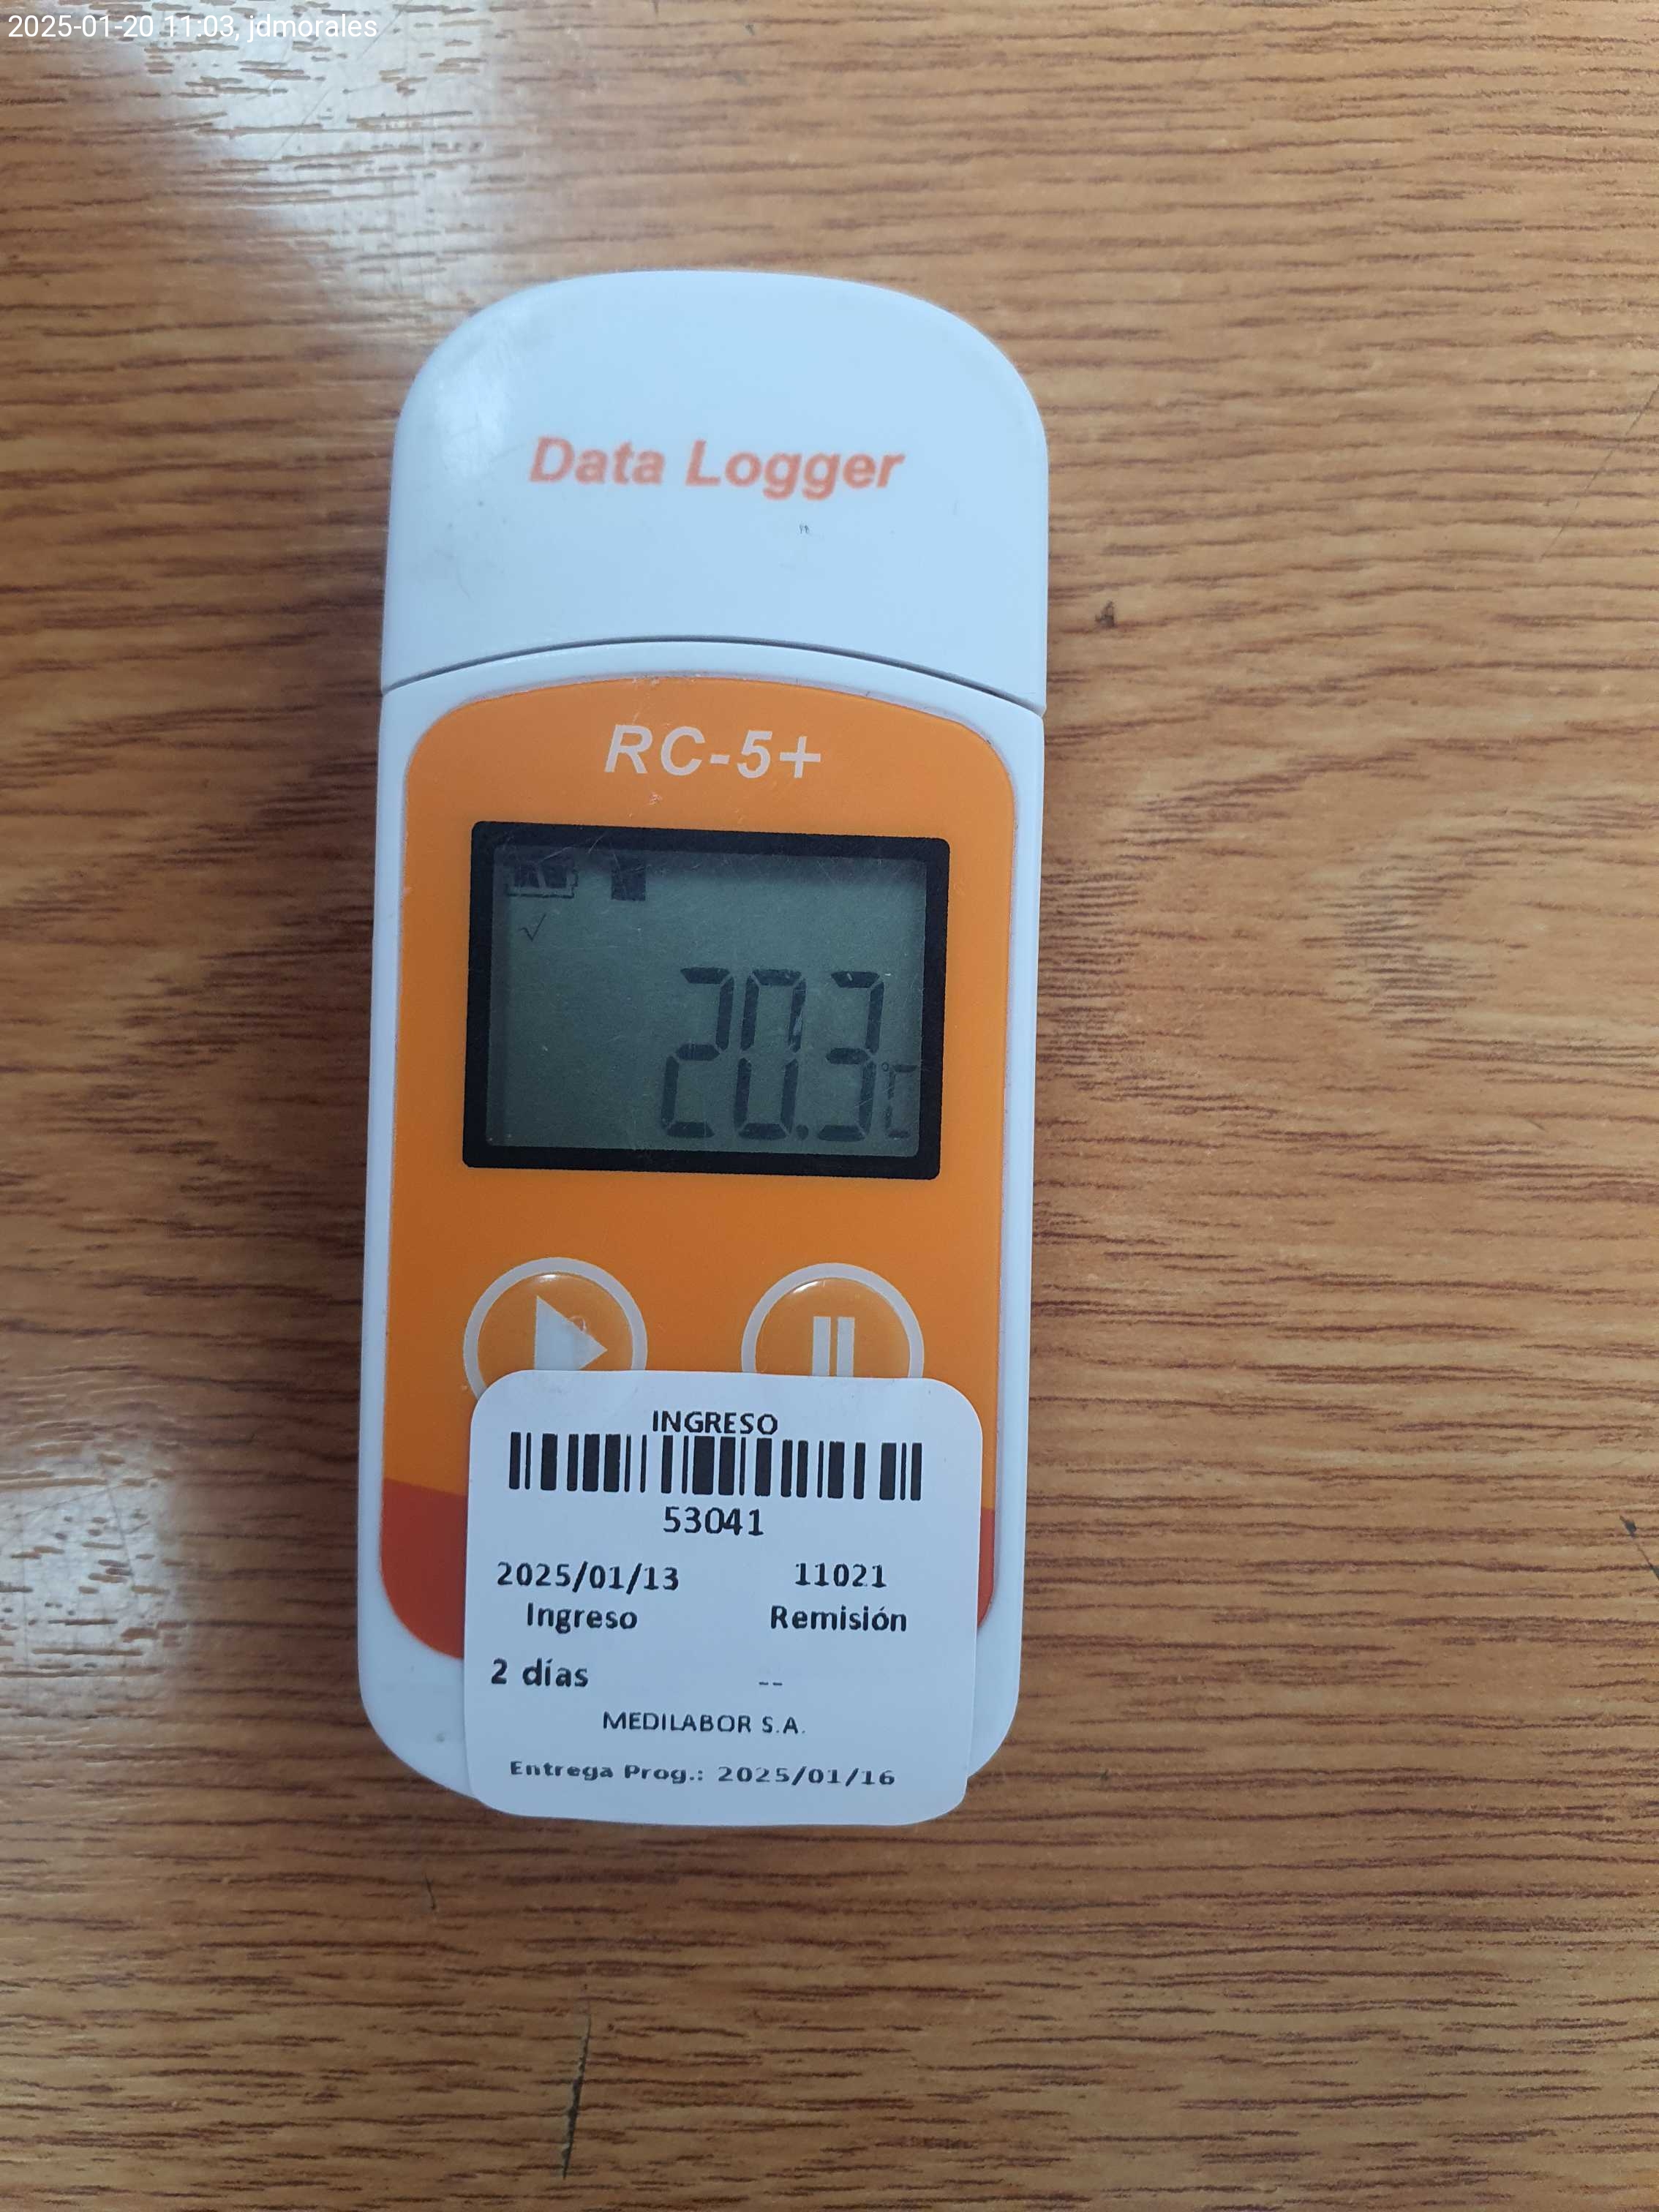 2025-01-20 11:03, jdmorales
Data Logger
RC-5+
20.3°C
INGRESO
53041
2025/01/13 11021
Ingreso Remisión
2 días --
MEDILABOR S.A.
Entrega Prog.: 2025/01/16